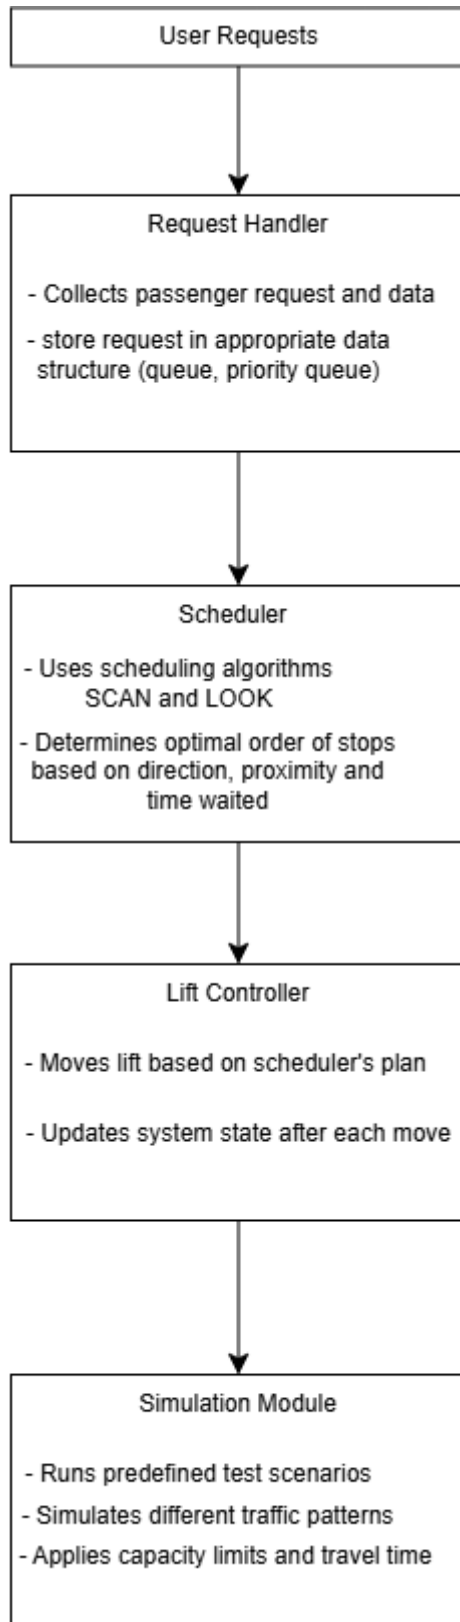 User Requests
Request Handler
- Collects passenger request and data
- store request in appropriate data
structure (queue, priority queue)
Scheduler
- Uses scheduling algorithms
SCAN and LOOK
- Determines optimal order of stops
based on direction, proximity and
time waited
Lift Controller
- Moves lift based on scheduler's plan
- Updates system state after each move
Simulation Module
- Runs predefined test scenarios
- Simulates different traffic patterns
- Applies capacity limits and travel time